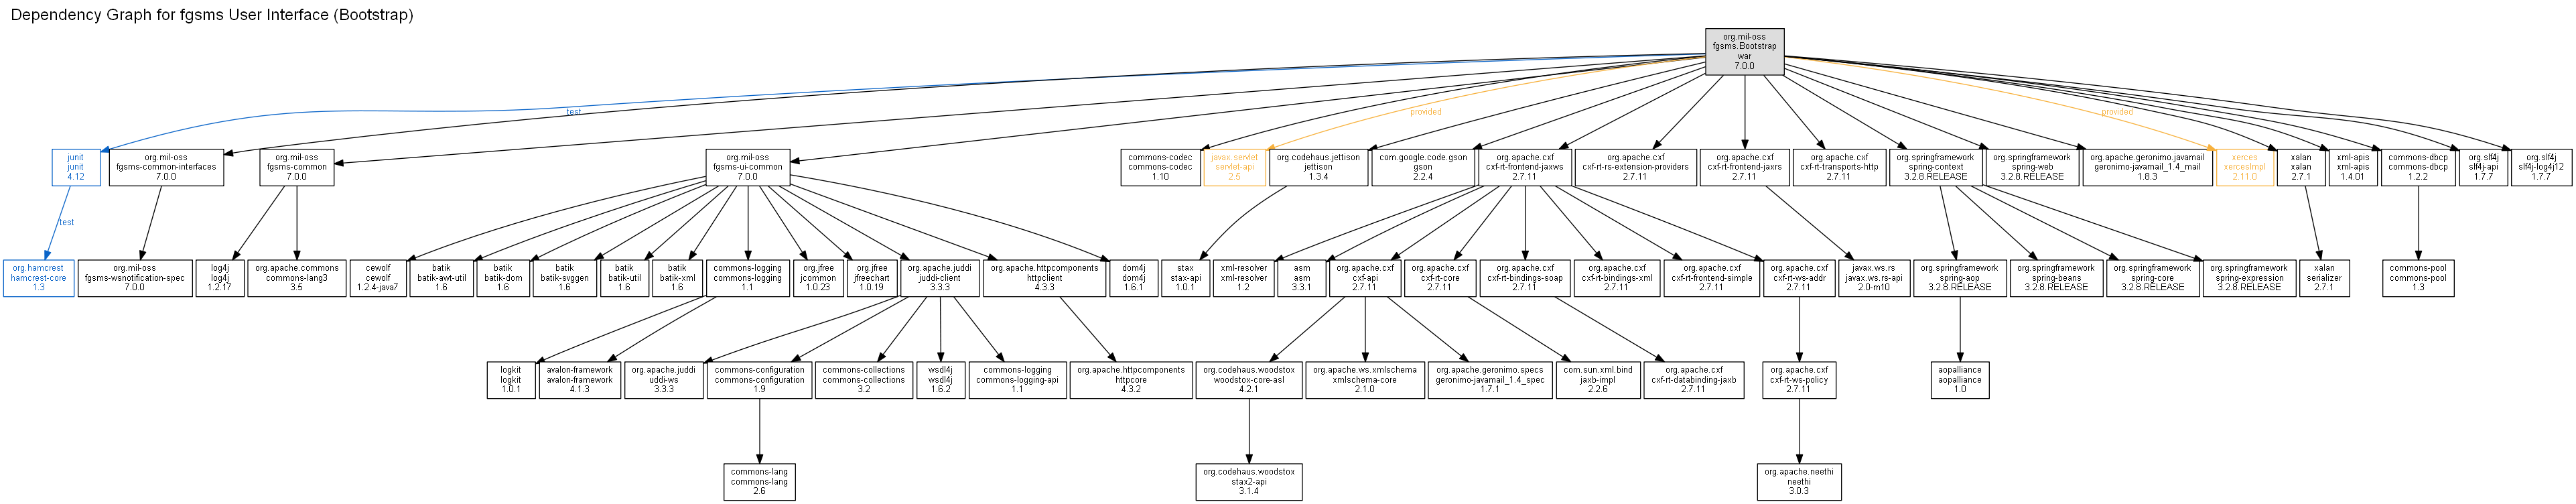 Dependency Graph for fgsms User Interface (Bootstrap)
org.mil-oss
fgsms.Bootstrap
war
7.0.0
test
provided
provided
junit
junit
4.12
org.mil-oss
fgsms-common-interfaces
7.0.0
org.mil-oss
fgsms-common
7.0.0
org.mil-oss
fgsms-ui-common
7.0.0
commons-codec
commons-codec
1.10
javax.servlet
servlet-api
2.5
org.codehaus.jettison
jettison
1.3.4
com.google.code.gson
gson
2.2.4
org.apache.cxf
cxf-rt-frontend-jaxws
2.7.11
org.apache.cxf
cxf-rt-rs-extension-providers
2.7.11
org.apache.cxf
cxf-rt-frontend-jaxrs
2.7.11
org.apache.cxf
cxf-rt-transports-http
2.7.11
org.springframework
spring-context
3.2.8.RELEASE
org.springframework
spring-web
3.2.8.RELEASE
org.apache.geronimo.javamail
geronimo-javamail_1.4_mail
1.8.3
xerces
xercesImpl
2.11.0
xalan
xalan
2.7.1
xml-apis
xml-apis
1.4.01
commons-dbcp
commons-dbcp
1.2.2
org.slf4j
slf4j-api
1.7.7
org.slf4j
slf4j-log4j12
1.7.7
test
org.hamcrest
hamcrest-core
1.3
org.mil-oss
fgsms-wsnotification-spec
7.0.0
log4j
log4j
1.2.17
org.apache.commons
commons-lang3
3.5
cewolf
cewolf
1.2.4-java7
batik
batik-awt-util
1.6
batik
batik-dom
1.6
batik
batik-svggen
1.6
batik
batik-util
1.6
batik
batik-xml
1.6
commons-logging
commons-logging
1.1
org.jfree
jcommon
1.0.23
org.jfree
jfreechart
1.0.19
org.apache.juddi
juddi-client
3.3.3
org.apache.httpcomponents
httpclient
4.3.3
dom4j
dom4j
1.6.1
stax
stax-api
1.0.1
xml-resolver
xml-resolver
1.2
asm
asm
3.3.1
org.apache.cxf
cxf-api
2.7.11
org.apache.cxf
cxf-rt-core
2.7.11
org.apache.cxf
cxf-rt-bindings-soap
2.7.11
org.apache.cxf
cxf-rt-bindings-xml
2.7.11
org.apache.cxf
cxf-rt-frontend-simple
2.7.11
org.apache.cxf
cxf-rt-ws-addr
2.7.11
javax.ws.rs
javax.ws.rs-api
2.0-m10
org.springframework
spring-aop
3.2.8.RELEASE
org.springframework
spring-beans
3.2.8.RELEASE
org.springframework
spring-core
3.2.8.RELEASE
org.springframework
spring-expression
3.2.8.RELEASE
xalan
serializer
2.7.1
commons-pool
commons-pool
1.3
logkit
logkit
1.0.1
avalon-framework
avalon-framework
4.1.3
org.apache.juddi
uddi-ws
3.3.3
commons-configuration
commons-configuration
1.9
commons-collections
commons-collections
3.2
wsdl4j
wsdl4j
1.6.2
commons-logging
commons-logging-api
1.1
org.apache.httpcomponents
httpcore
4.3.2
org.codehaus.woodstox
woodstox-core-asl
4.2.1
org.apache.ws.xmlschema
xmlschema-core
2.1.0
org.apache.geronimo.specs
geronimo-javamail_1.4_spec
1.7.1
com.sun.xml.bind
jaxb-impl
2.2.6
org.apache.cxf
cxf-rt-databinding-jaxb
2.7.11
org.apache.cxf
cxf-rt-ws-policy
2.7.11
aopalliance
aopalliance
1.0
commons-lang
commons-lang
2.6
org.codehaus.woodstox
stax2-api
3.1.4
org.apache.neethi
neethi
3.0.3